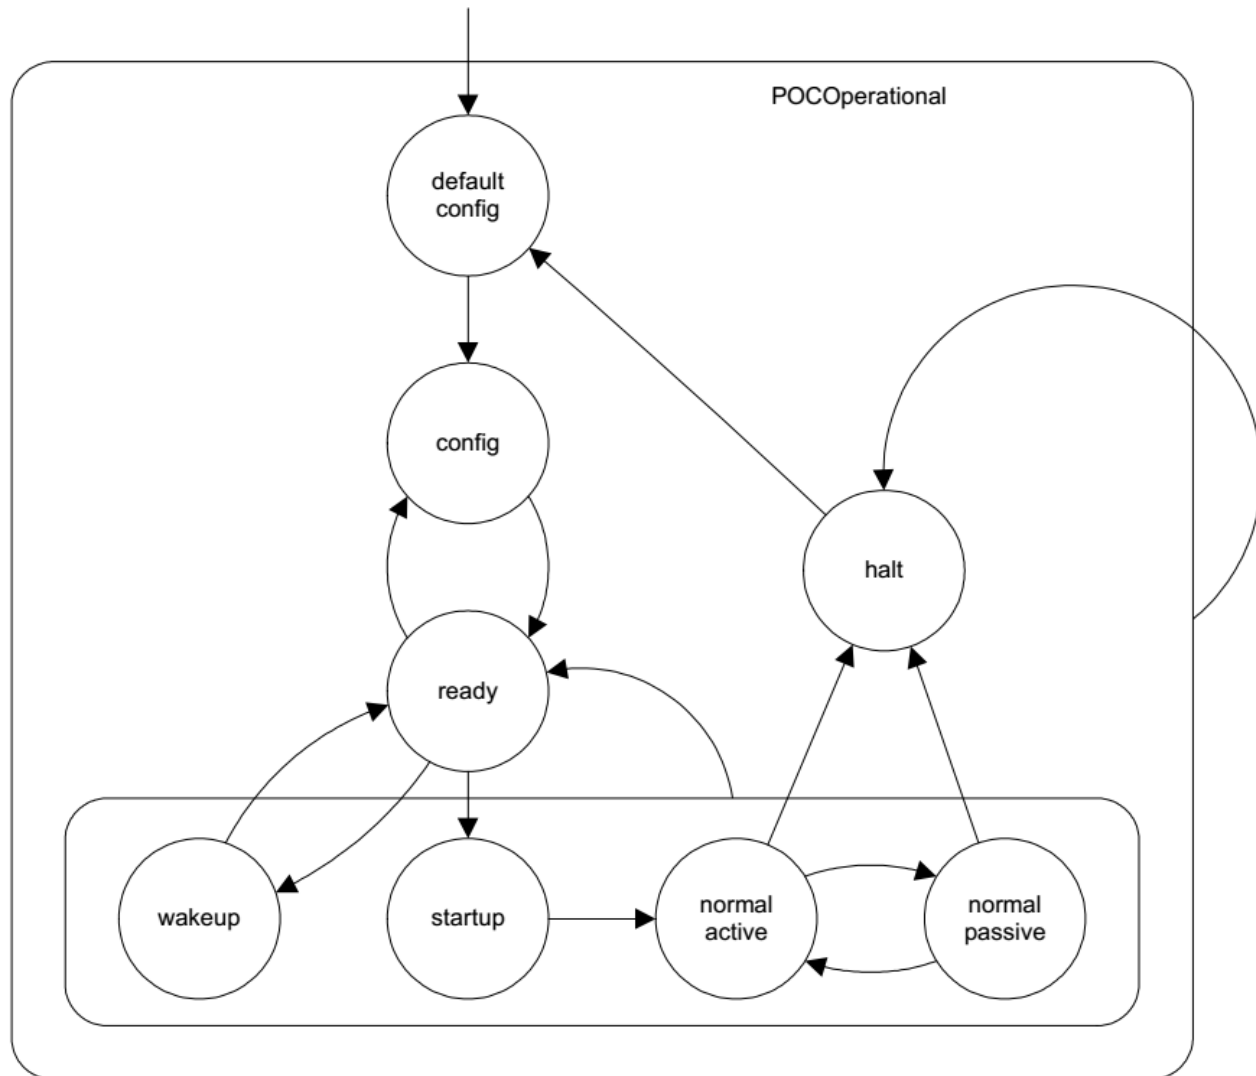 POCOperational
default
config
config
halt
ready
wakeup
startup
normal
active
normal
passive